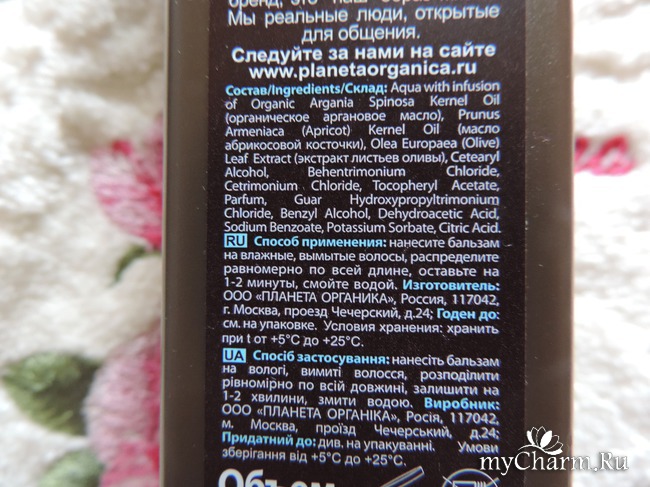 Мы реальные люди, открытые
для общения.
Следуйте за нами на сайте
www.planetaorganica.ru
Состав/Ingredients/Склад: Aqua with infusion
of Organic Argania Spinosa Kernel Oil
(органическое аргановое масло), Prunus
Armeniaca (Apricot) Kernel Oil (масло
абрикосовой косточки), Olea Europaea (Olive)
Leaf Extract (экстракт листьев оливы), Cetearyl
Alcohol, Behentrimonium Chloride,
Cetrimonium Chloride, Tocopheryl Acetate,
Parfum, Guar Hydroxypropyltrimonium
Chloride, Benzyl Alcohol, Dehydroacetic Acid,
Sodium Benzoate, Potassium Sorbate, Citric Acid.
RU Способ применения: нанесите бальзам
на влажные, вымытые волосы, распределите
равномерно по всей длине, оставьте на
1-2 минуты, смойте водой. Изготовитель:
ООО «ПЛАНЕТА ОРГАНИКА», Россия, 117042,
г. Москва, проезд Чечерский, д.24; Годен до:
см. на упаковке. Условия хранения: хранить
при t от +5°C до +25°C.
UA Спосіб застосування: нанесіть бальзам
на вологі, вимиті волосся, розподілити
рівномірно по всій довжині, залишити на
1-2 хвилини, змити водою. Виробник:
ООО «ПЛАНЕТА ОРГАНІКА», Росія, 117042,
м. Москва, проїзд Чечерський, д.24;
Придатний до: див. на упакуванні. Умови
зберігання від +5°C до +25°C.
Объем
myCharm.Ru